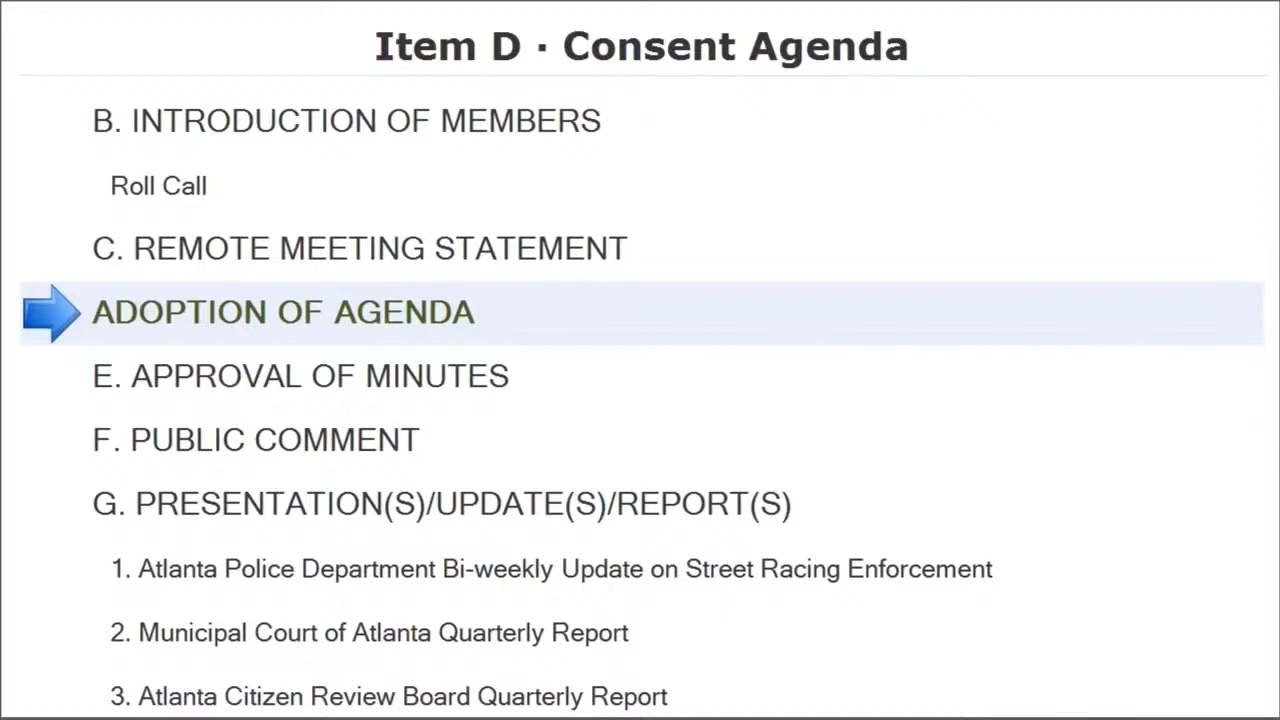 Item D · Consent Agenda
B. INTRODUCTION OF MEMBERS
Roll Call
C. REMOTE MEETING STATEMENT
ADOPTION OF AGENDA
E. APPROVAL OF MINUTES
F. PUBLIC COMMENT
G. PRESENTATION(S)/UPDATE(S)/REPORT(S)
1. Atlanta Police Department Bi-weekly Update on Street Racing Enforcement
2. Municipal Court of Atlanta Quarterly Report
3. Atlanta Citizen Review Board Quarterly Report